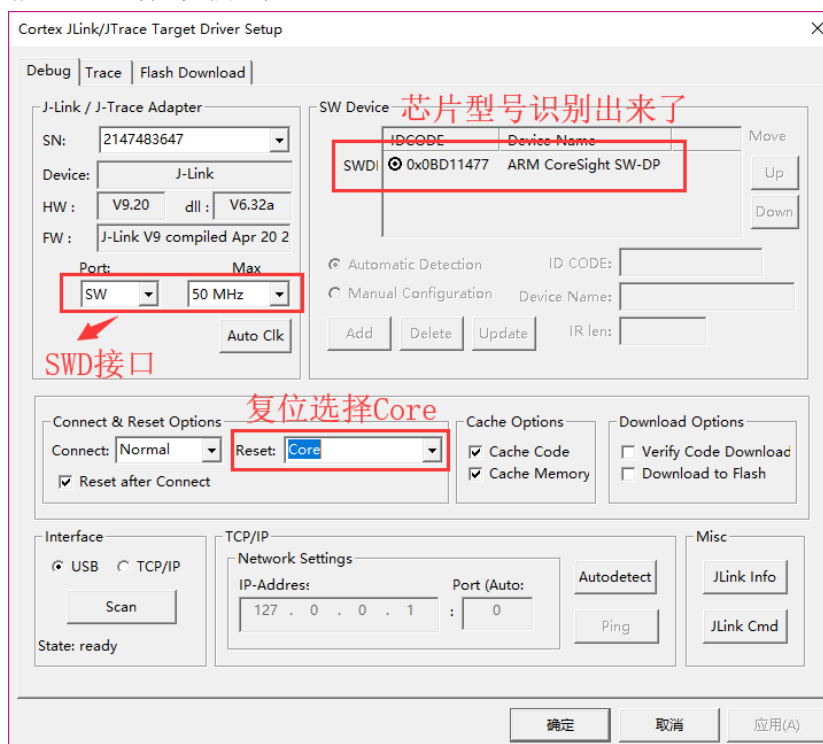 Cortex JLink/JTrace Target Driver Setup
Debug Trace Flash Download
J-Link / J-Trace Adapter
SN: 2147483647
Device: J-Link
HW : V9.20 dll : V6.32a
FW : J-Link V9 compiled Apr 20 2
Port: Max
SW 50 MHz
Auto Clk
SWD接口
SW Device
芯片型号识别出来了
IDCODE Device Name Move
SWDI 0x0BD11477 ARM CoreSight SW-DP
Up
Down
Automatic Detection ID CODE:
Manual Configuration Device Name:
Add Delete Update IR len:
复位选择Core
Connect & Reset Options
Connect: Normal Reset: Core
Reset after Connect
Cache Options
Cache Code
Cache Memory
Download Options
Verify Code Download
Download to Flash
Interface
USB TCP/IP
Scan
State: ready
TCP/IP
Network Settings
IP-Address: Port (Auto:
127 . 0 . 0 . 1 : 0
Autodetect
Ping
Misc
JLink Info
JLink Cmd
确定 取消 应用(A)